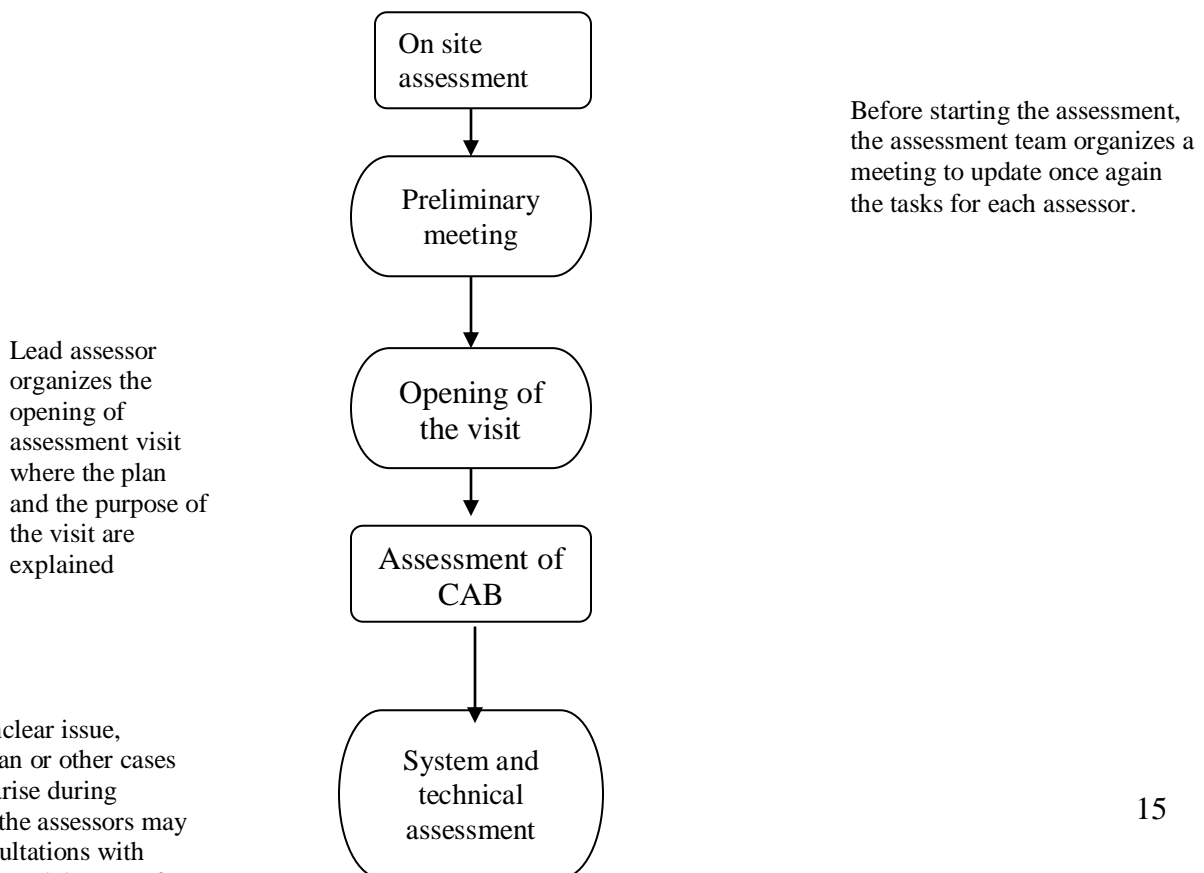 On site
assessment
Before starting the assessment,
the assessment team organizes a
meeting to update once again
the tasks for each assessor.
Preliminary
meeting
Lead assessor
organizes the
opening of
assessment visit
where the plan
and the purpose of
the visit are
explained
Opening of
the visit
Assessment of
CAB
nclear issue,
an or other cases
arise during
the assessors may
ultations with
System and
technical
assessment
15